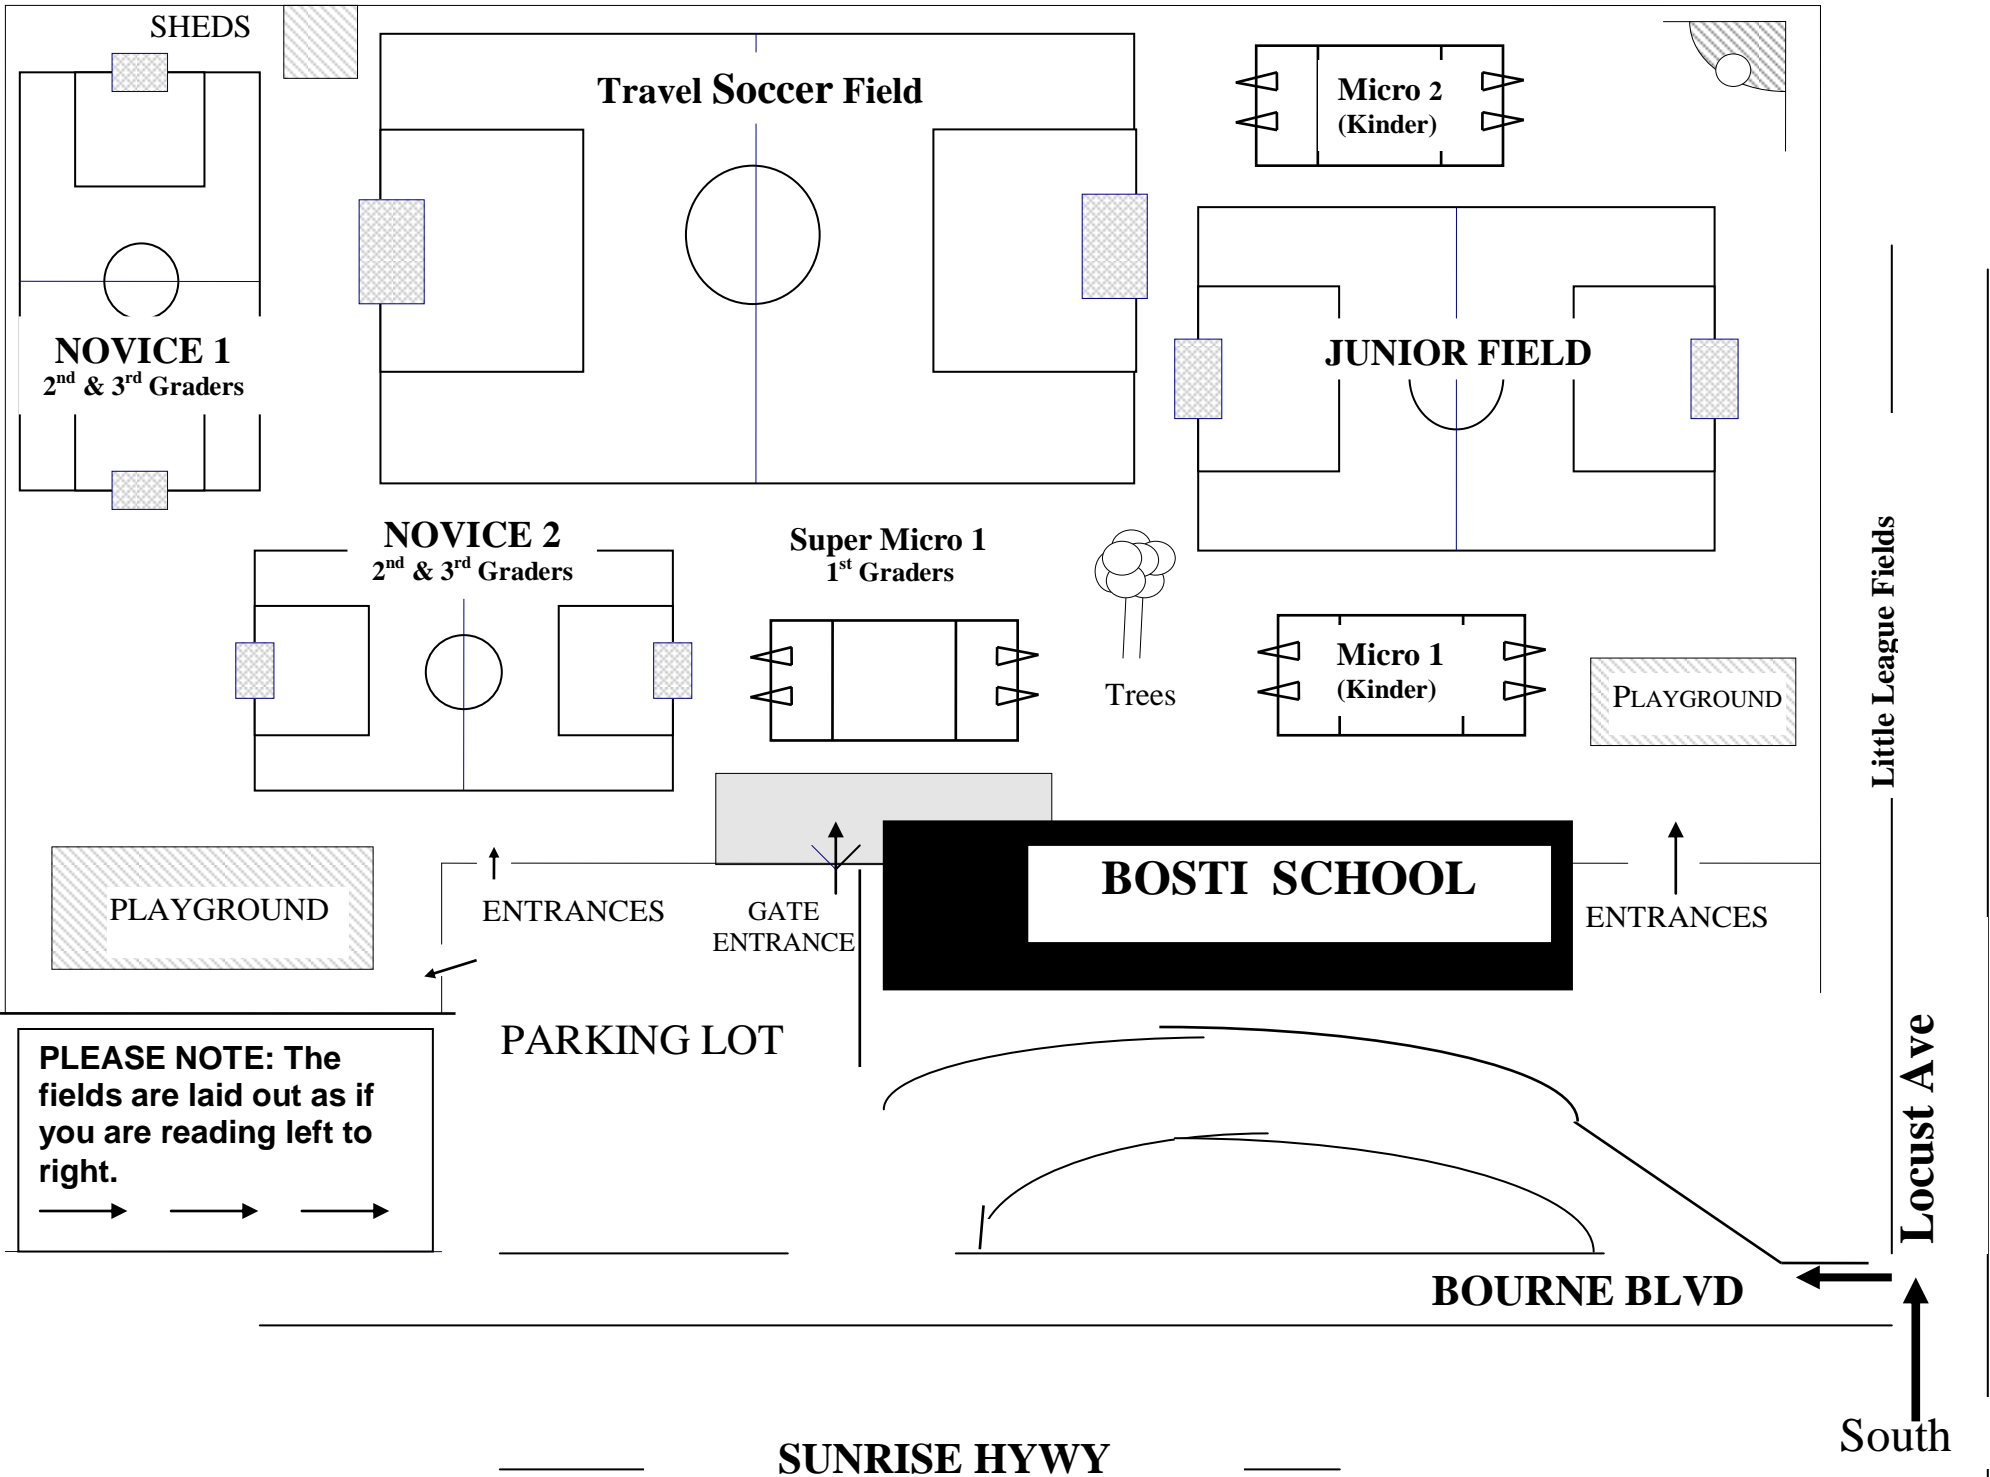 SHEDS
Travel Soccer Field
Micro 2
(Kinder)
NOVICE 1
2nd & 3rd Graders
JUNIOR FIELD
NOVICE 2
2nd & 3rd Graders
Super Micro 1
1st Graders
Trees
Micro 1
(Kinder)
PLAYGROUND
Little League Fields
PLAYGROUND
ENTRANCES
GATE
ENTRANCE
BOSTI SCHOOL
ENTRANCES
PARKING LOT
PLEASE NOTE: The
fields are laid out as if
you are reading left to
right.
Locust Ave
BOURNE BLVD
South
SUNRISE HYWY